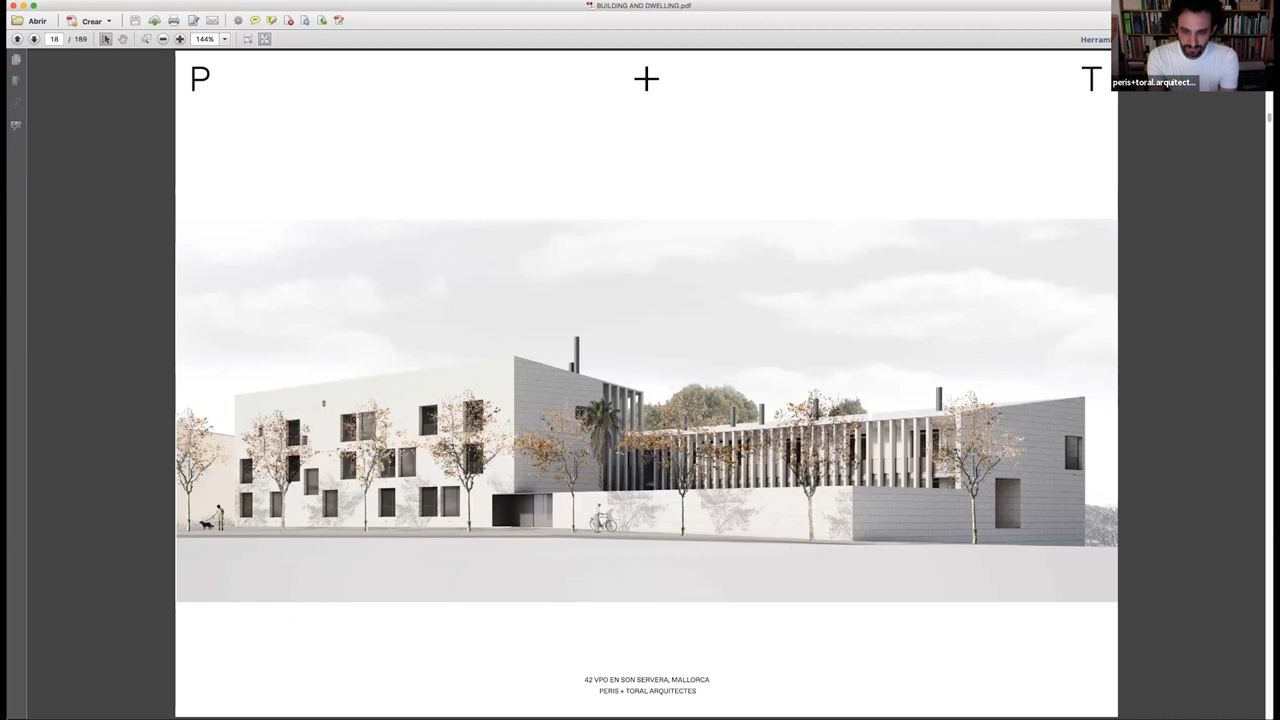 BUILDING AND DWELLING.pdf
Abrir
Crear
18 / 189
144%
Herrami
P + T
peris+toral.arquitect...
42 VPO EN SON SERVERA, MALLORCA
PERIS + TORAL ARQUITECTES